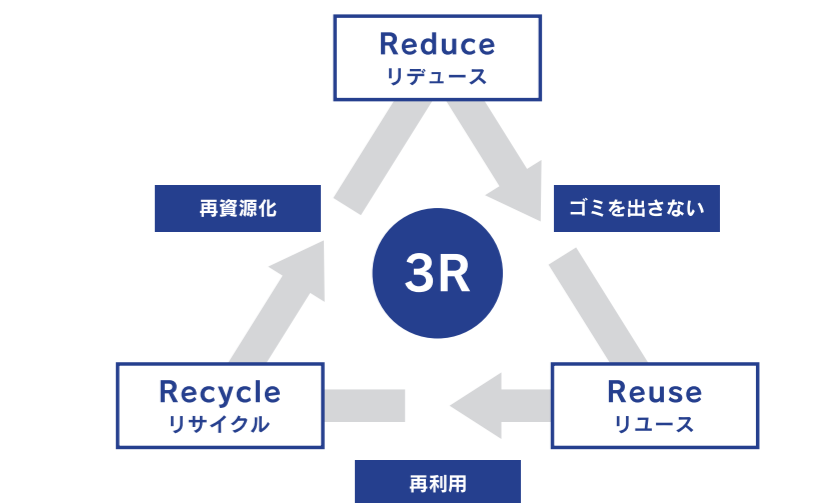 Reduce
リデュース
再資源化
ゴミを出さない
3R
Recycle
リサイクル
Reuse
リユース
再利用